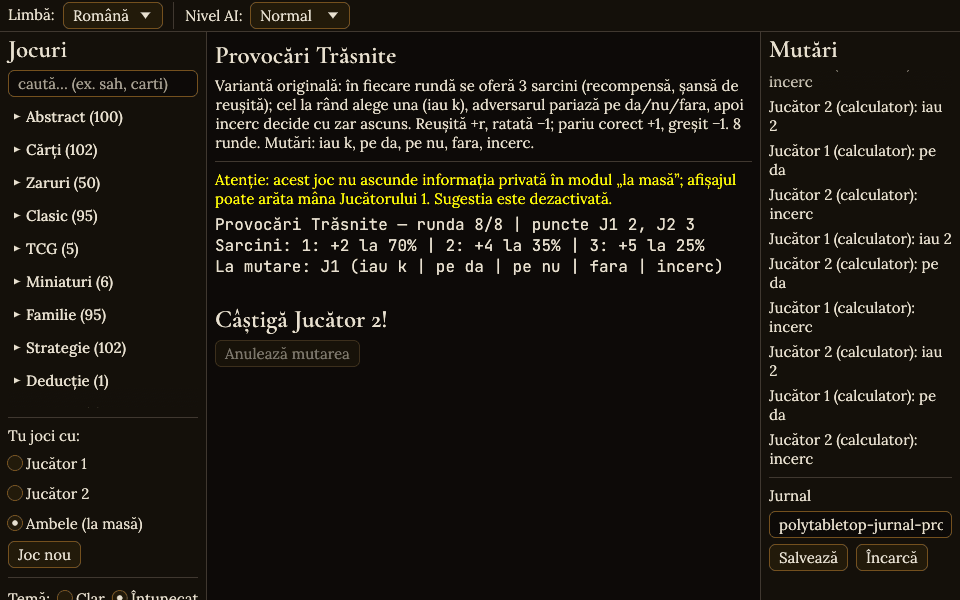 Limbă: Română ▼ Nivel AI: Normal ▼
Jocuri
caută... (ex. sah, carti)
▸ Abstract (100)
▸ Cărți (102)
▸ Zaruri (50)
▸ Clasic (95)
▸ TCG (5)
▸ Miniaturi (6)
▸ Familie (95)
▸ Strategie (102)
▸ Deducție (1)
Tu joci cu:
Jucător 1
Jucător 2
Ambele (la masă)
Joc nou
Temă: Clar Întunecat
Provocări Trăsnite
Variantă originală: în fiecare rundă se oferă 3 sarcini (recompensă, șansă de
reușită); cel la rând alege una (iau k), adversarul pariază pe da/nu/fara, apoi
incerc decide cu zar ascuns. Reușită +r, ratată −1; pariu corect +1, greșit −1. 8
runde. Mutări: iau k, pe da, pe nu, fara, incerc.
Atenție: acest joc nu ascunde informația privată în modul „la masă”; afișajul
poate arăta mâna Jucătorului 1. Sugestia este dezactivată.
Provocări Trăsnite — runda 8/8 | puncte J1 2, J2 3
Sarcini: 1: +2 la 70% | 2: +4 la 35% | 3: +5 la 25%
La mutare: J1 (iau k | pe da | pe nu | fara | incerc)
Câștigă Jucător 2!
Anulează mutarea
Mutări
incerc
Jucător 2 (calculator): iau
2
Jucător 1 (calculator): pe
da
Jucător 2 (calculator):
incerc
Jucător 1 (calculator): iau 2
Jucător 2 (calculator): pe
da
Jucător 1 (calculator):
incerc
Jucător 2 (calculator): iau
2
Jucător 1 (calculator): pe
da
Jucător 2 (calculator):
incerc
Jurnal
polytabletop-jurnal-pro
Salvează Încarcă